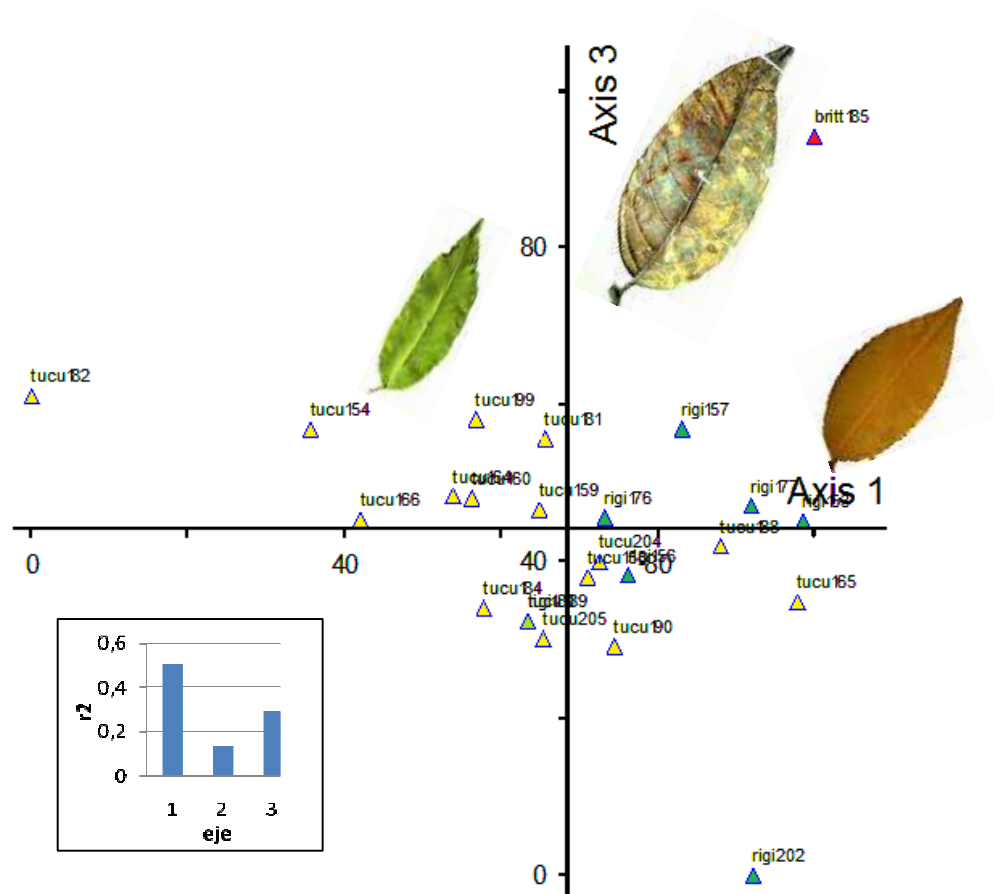 Axis 3
britt185
80
tucu182
tucu154
tucu199
tucu181
rigi157
tucu160
tucu166
tucu159
rigi176
rigi177
Axis 1
tucu188
tucu204
0
40
40
80
tucu165
tucu184
tucu205
tucu190
0,6
0,4
0,2
0
r2
1 2 3
eje
rigi202
0